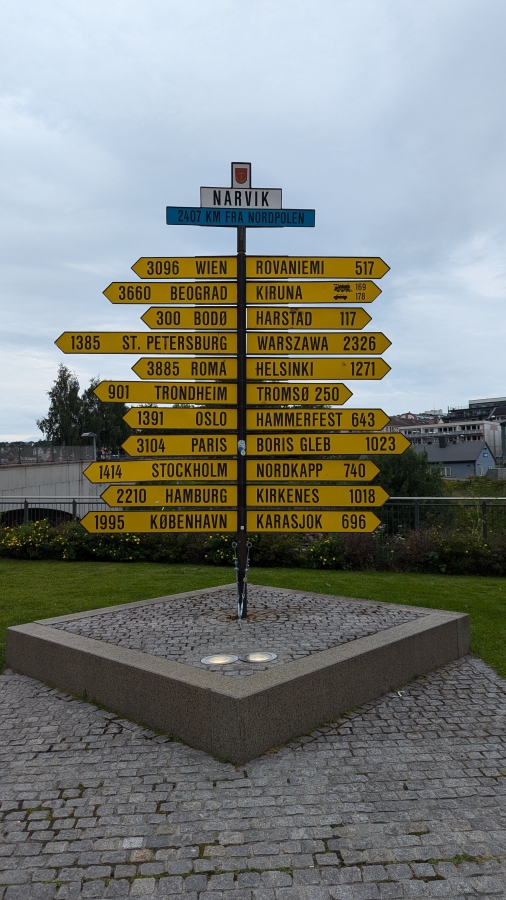 NARVIK
2407 KM FRA NORDPOLEN
3096 WIEN
ROVANIEMI 517
3660 BEOGRAD
KIRUNA 169 178
300 BODØ
HARSTAD 117
1385 ST. PETERSBURG
WARSZAWA 2326
3885 ROMA
HELSINKI 1271
901 TRONDHEIM
TROMSØ 250
1391 OSLO
HAMMERFEST 643
3104 PARIS
BORIS GLEB 1023
1414 STOCKHOLM
NORDKAPP 740
2210 HAMBURG
KIRKENES 1018
1995 KØBENHAVN
KARASJOK 696